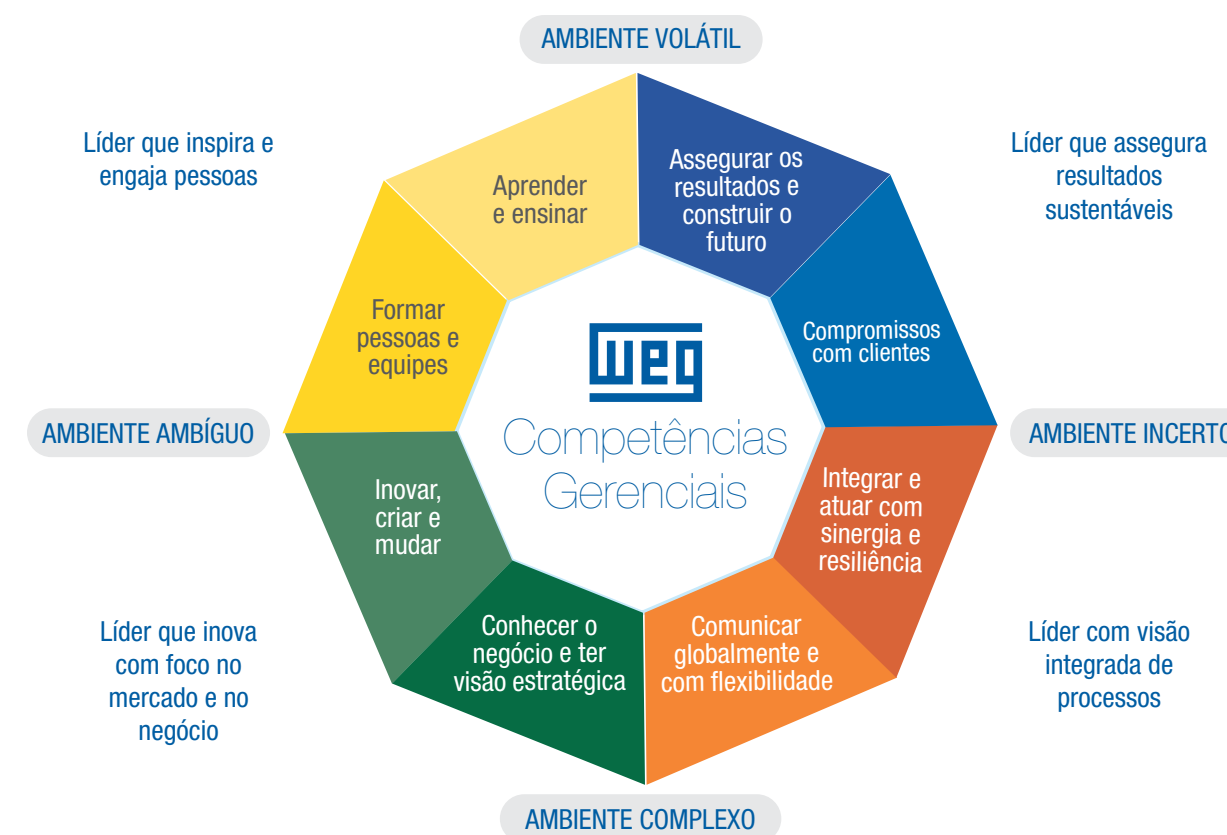 AMBIENTE VOLÁTIL
Líder que inspira e
engaja pessoas
Líder que assegura
resultados
sustentáveis
Aprender
e ensinar
Assegurar os
resultados e
construir o
futuro
Formar
pessoas e
equipes
Compromissos
com clientes
weg
Competências
Gerenciais
AMBIENTE AMBÍGUO
AMBIENTE INCERTO
Inovar,
criar e
mudar
Integrar e
atuar com
sinergia e
resiliência
Conhecer o
negócio e ter
visão estratégica
Comunicar
globalmente e
com flexibilidade
Líder que inova
com foco no
mercado e no
negócio
Líder com visão
integrada de
processos
AMBIENTE COMPLEXO